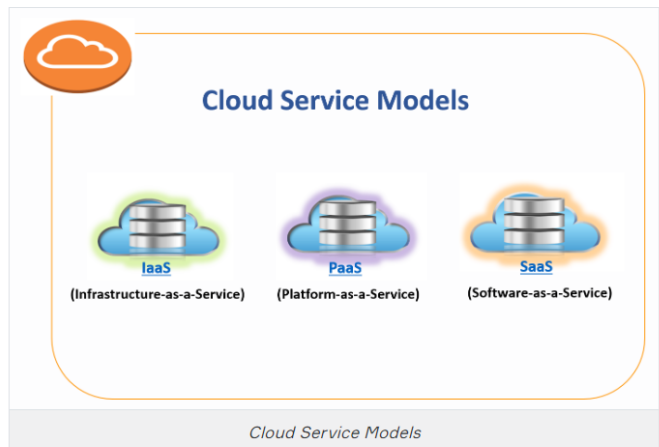 Cloud Service Models
IaaS
(Infrastructure-as-a-Service)
PaaS
(Platform-as-a-Service)
SaaS
(Software-as-a-Service)
Cloud Service Models